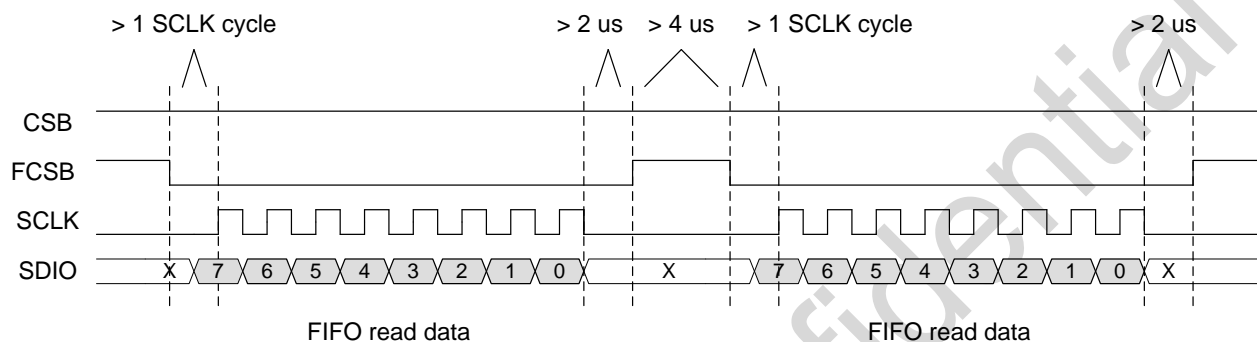 > 1 SCLK cycle > 2 us > 4 us > 1 SCLK cycle > 2 us
CSB
FCSB
SCLK
SDIO X 7 6 5 4 3 2 1 0 X 7 6 5 4 3 2 1 0 X
FIFO read data FIFO read data
fidential